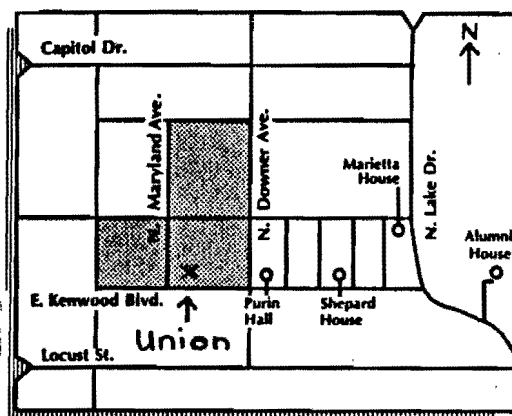 N
Capitol Dr.
N. Maryland Ave.
N. Downer Ave.
Marietta
House
N. Lake Dr.
Alumni
House
E. Kenwood Blvd.
Purin
Hall
Shepard
House
Union
Locust St.